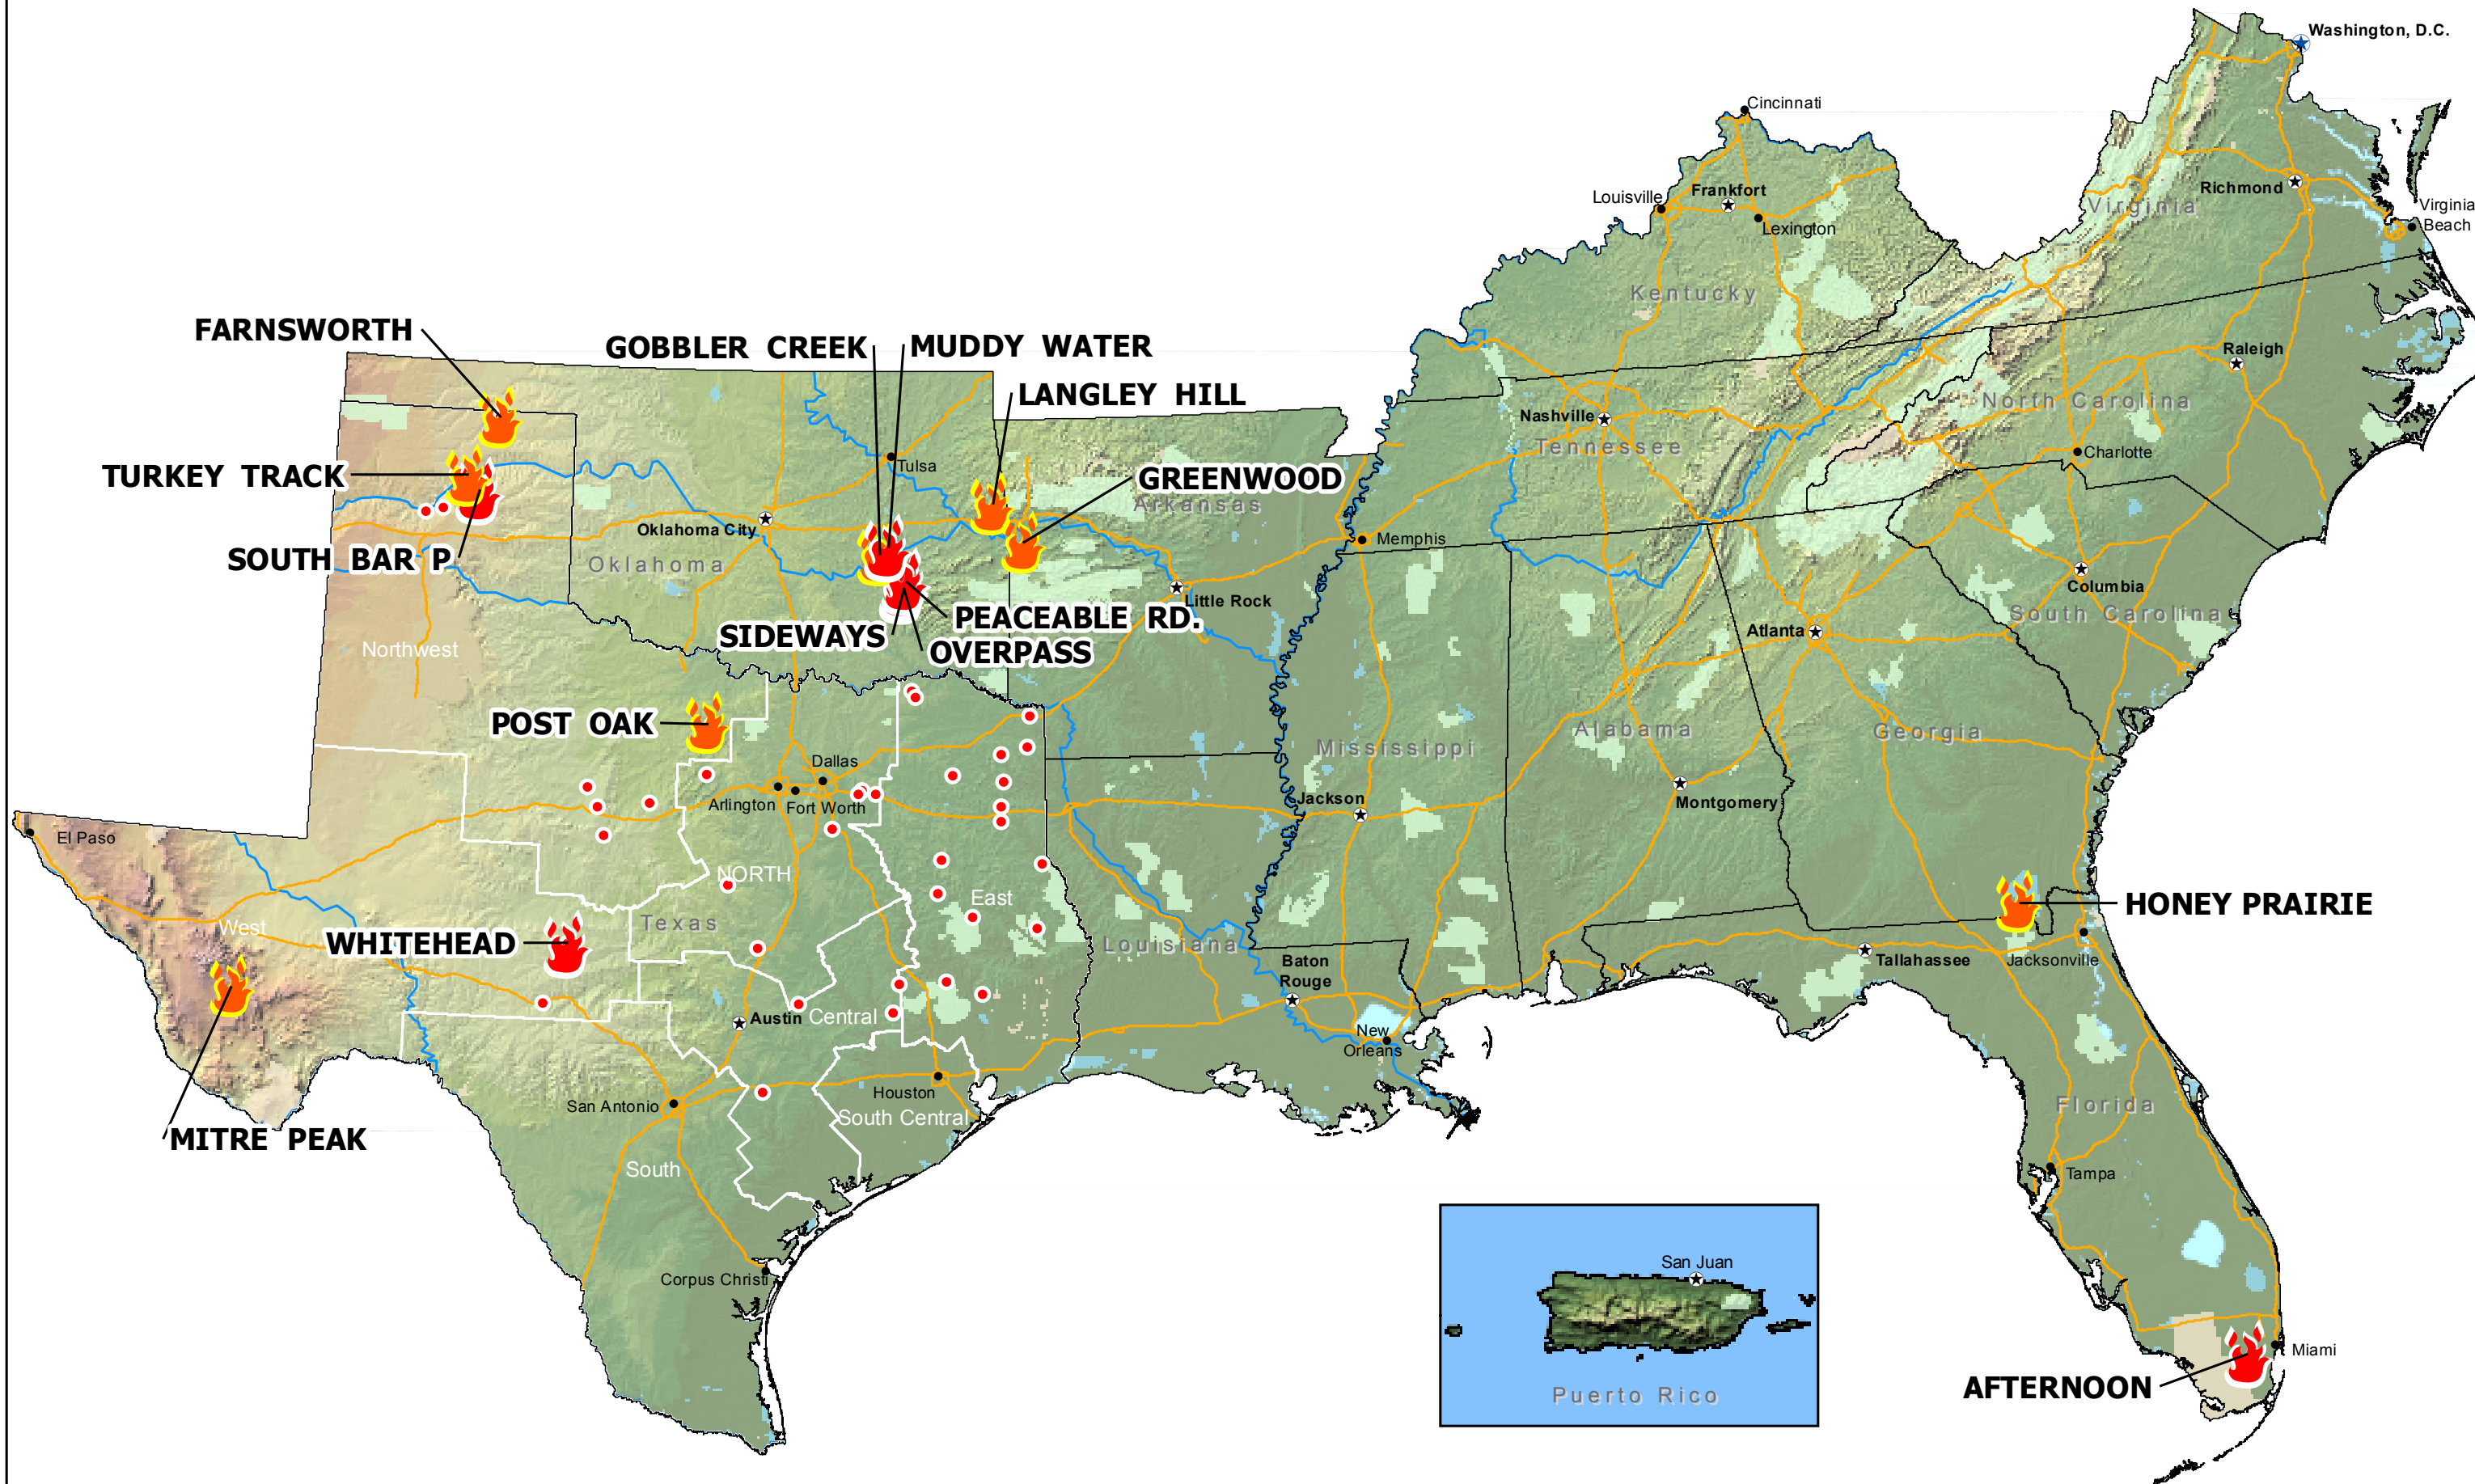 Washington, D.C.
Cincinnati
Louisville
Frankfort
Lexington
Richmond
Virginia
Virginia
Beach
Kentucky
FARNSWORTH
GOBBLER CREEK
MUDDY WATER
LANGLEY HILL
Raleigh
North Carolina
Nashville
Tennessee
Charlotte
TURKEY TRACK
Tulsa
GREENWOOD
Arkansas
Oklahoma City
Memphis
SOUTH BAR P
Oklahoma
Columbia
Little Rock
South Carolina
PEACEABLE RD.
SIDEWAYS
OVERPASS
Atlanta
Northwest
POST OAK
Mississippi
Alabama
Georgia
Dallas
Arlington
Fort Worth
Jackson
Montgomery
El Paso
NORTH
East
HONEY PRAIRIE
West
Texas
WHITEHEAD
Louisiana
Baton
Rouge
Tallahassee
Jacksonville
Austin
Central
New
Orleans
Houston
San Antonio
South Central
Florida
MITRE PEAK
South
Tampa
San Juan
Corpus Christi
Miami
Puerto Rico
AFTERNOON